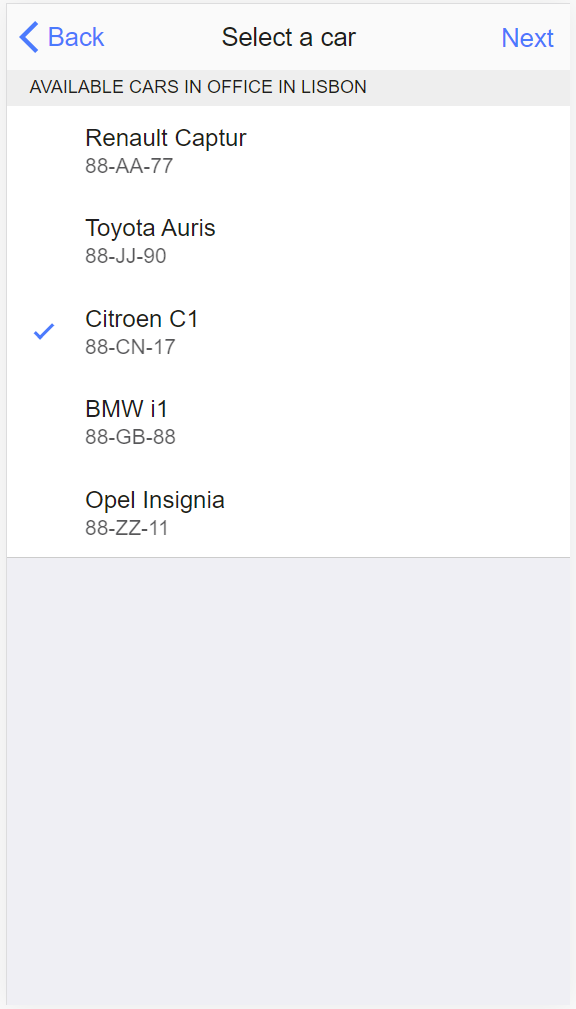 Back Select a car Next
AVAILABLE CARS IN OFFICE IN LISBON
Renault Captur
88-AA-77
Toyota Auris
88-JJ-90
Citroen C1
88-CN-17
BMW i1
88-GB-88
Opel Insignia
88-ZZ-11